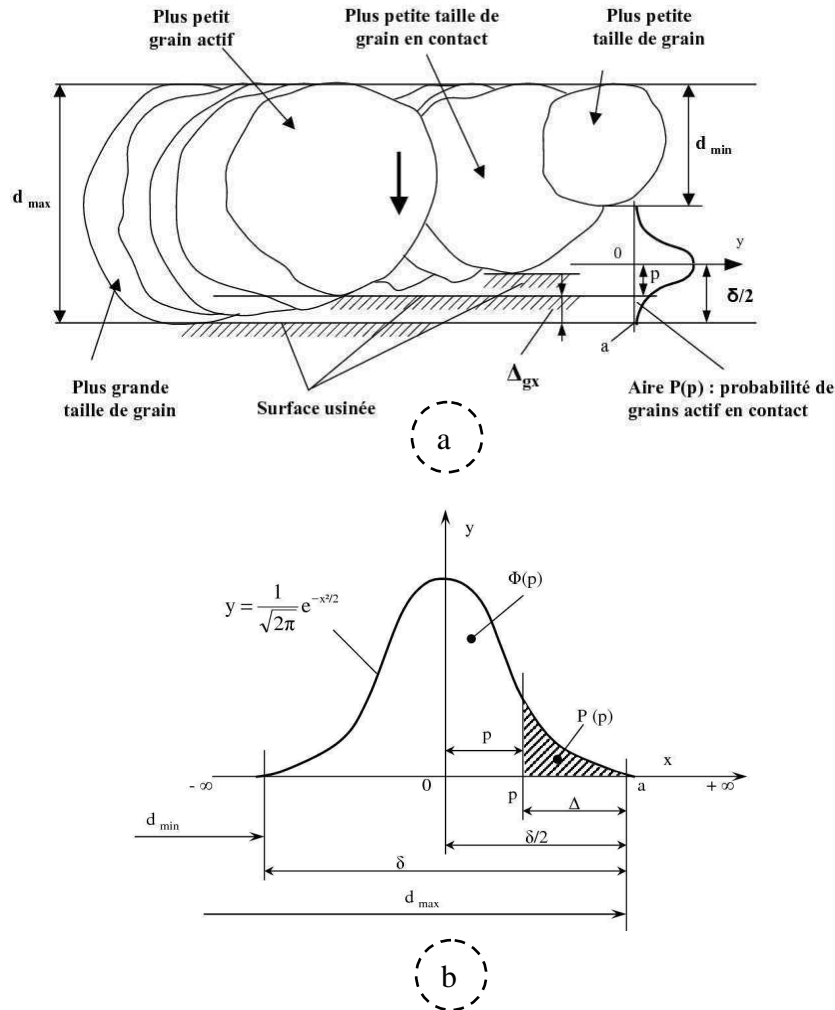 Plus petit
grain actif
Plus petite taille de
grain en contact
Plus petite
taille de grain
d max
d min
0
y
p
δ/2
a
Δgx
Plus grande
taille de grain
Surface usinée
Aire P(p) : probabilité de
grains actif en contact
a
y
Φ(p)
y = 1/√2π e^-x²/2
P (p)
p
x
- ∞
0
p
a
+ ∞
Δ
d min
δ/2
δ
d max
b